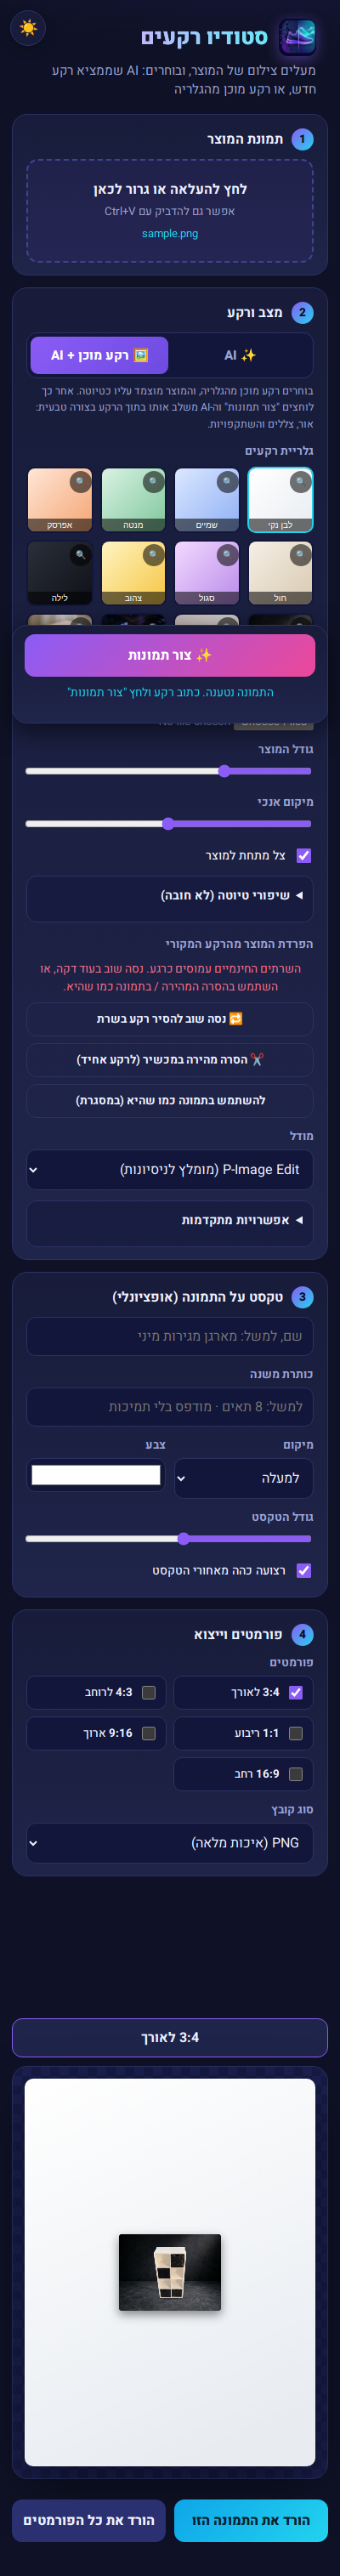 ☀️
סטודיו רקעים
מעלים צילום של המוצר, ובוחרים: AI שממציא רקע
חדש, או רקע מוכן מהגלריה
1 תמונת המוצר
לחץ להעלאה או גרור לכאן
אפשר גם להדביק עם Ctrl+V
sample.png
2 מצב ורקע
✨ AI
🖼️ רקע מוכן + AI
בוחרים רקע מוכן מהגלריה, והמוצר מוצמד עליו כטיוטה. אחר כך
לוחצים "צור תמונות" וה-AI משלב אותו בתוך הרקע בצורה טבעית:
אור, צללים והשתקפויות.
גלריית רקעים
לבן נקי
שמיים
מנטה
אפרסק
חול
סגול
צהוב
לילה
✨ צור תמונות
התמונה נטענה. כתוב רקע ולחץ "צור תמונות"
גודל המוצר
מיקום אנכי
צל מתחת למוצר
◀ שיפורי טיוטה (לא חובה)
הפרדת המוצר מהרקע המקורי
השרתים החינמיים עמוסים כרגע. נסה שוב בעוד דקה, או
השתמש בהסרה המהירה / בתמונה כמו שהיא.
🔁 נסה שוב להסיר רקע בשרת
✂️ הסרה מהירה במכשיר (לרקע אחיד)
להשתמש בתמונה כמו שהיא (במסגרת)
מודל
P-Image Edit (מומלץ לניסיונות)
◀ אפשרויות מתקדמות
3 טקסט על התמונה (אופציונלי)
שם, למשל: מארגן מגירות מיני
כותרת משנה
למשל: 8 תאים · מודפס בלי תמיכות
מיקום
צבע
למעלה
גודל הטקסט
רצועה כהה מאחורי הטקסט
4 פורמטים וייצוא
פורמטים
3:4 לאורך
4:3 לרוחב
1:1 ריבוע
9:16 ארוך
16:9 רחב
סוג קובץ
PNG (איכות מלאה)
3:4 לאורך
הורד את התמונה הזו
הורד את כל הפורמטים